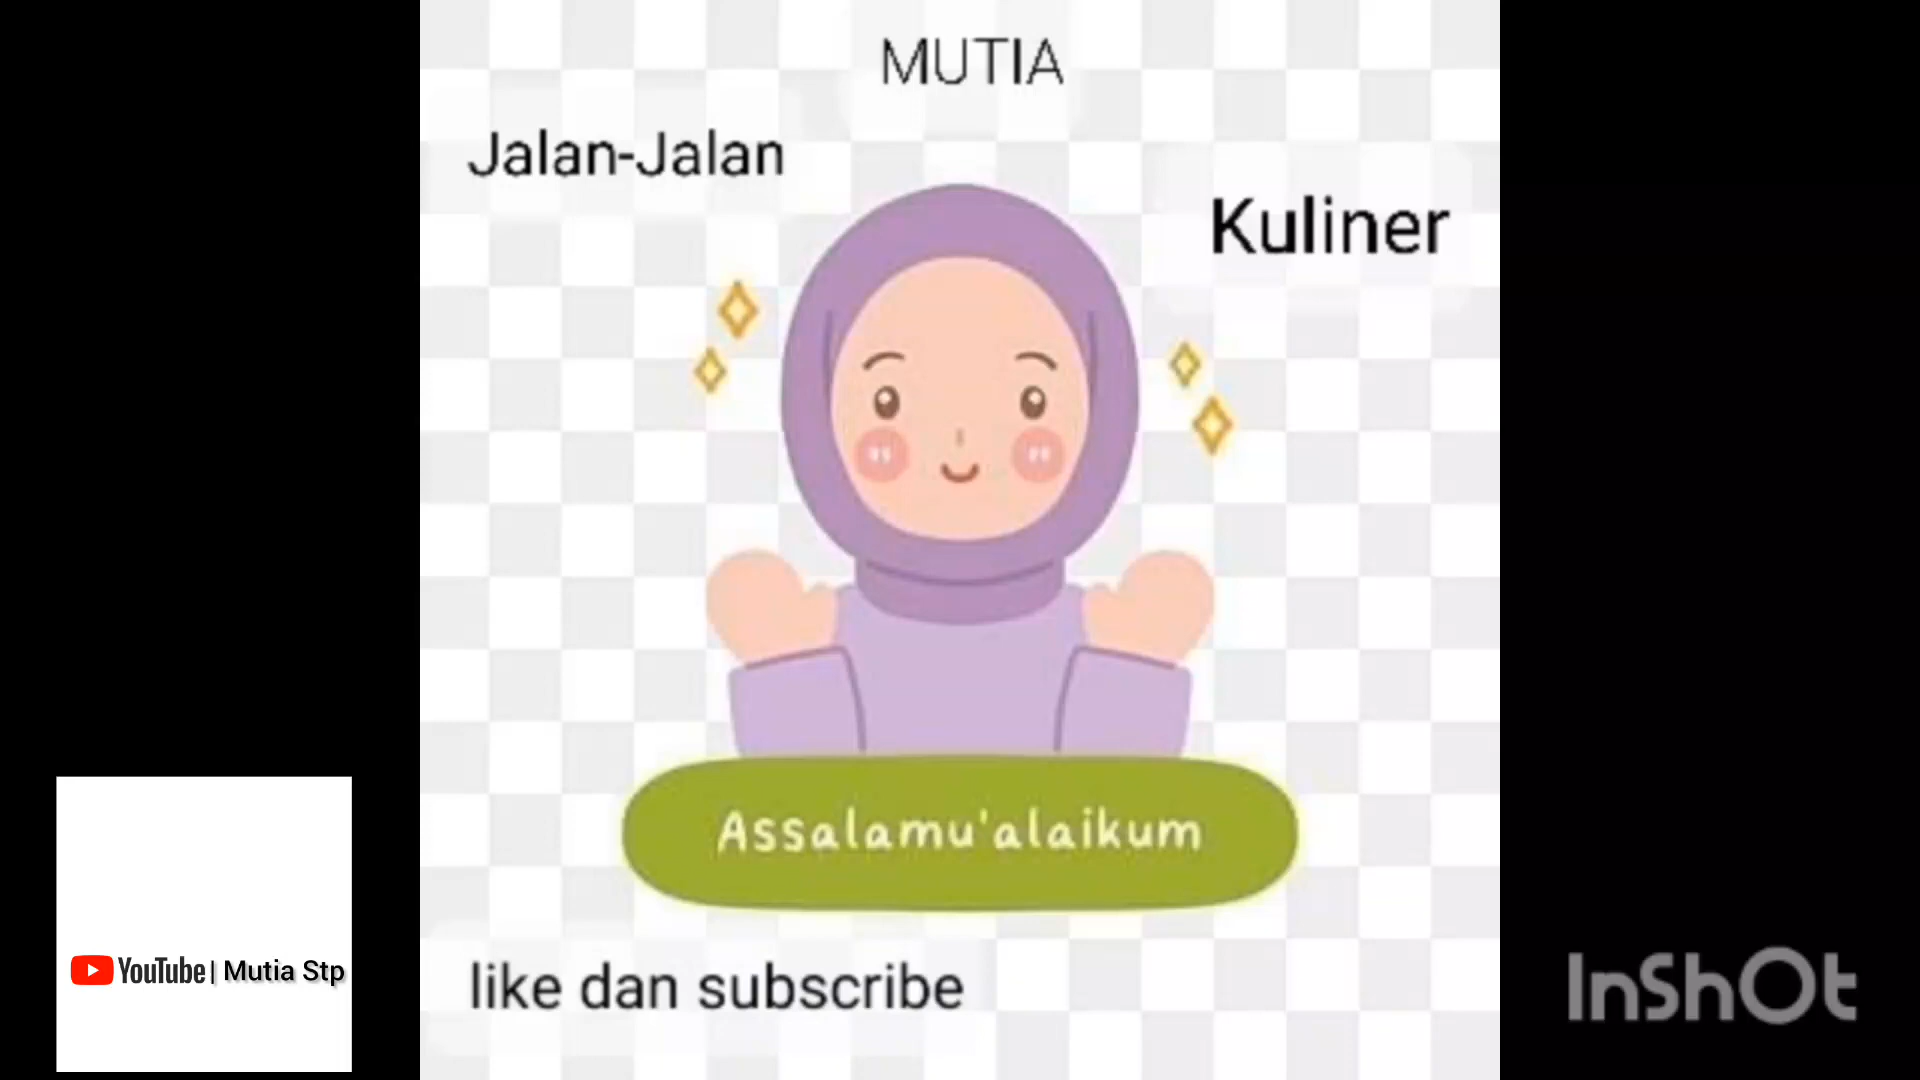 MUTIA
Jalan-Jalan
Kuliner
Assalamu'alaikum
like dan subscribe
YouTube| Mutia Stp
InShOt